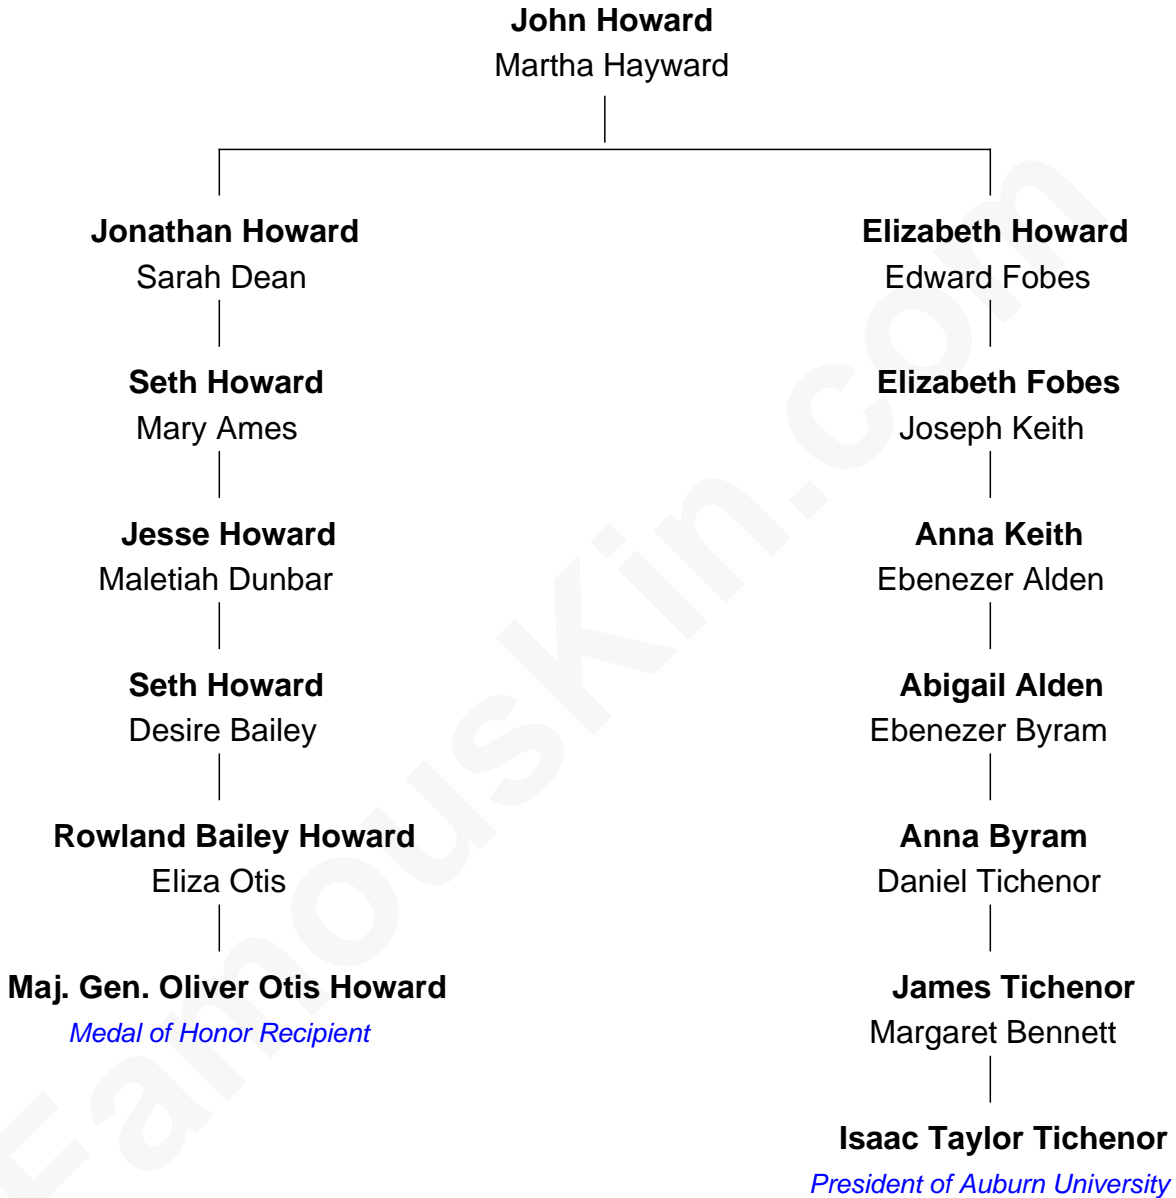 John Howard
Martha Hayward
Jonathan Howard
Sarah Dean
Elizabeth Howard
Edward Fobes
Seth Howard
Mary Ames
Elizabeth Fobes
Joseph Keith
Jesse Howard
Maletiah Dunbar
Anna Keith
Ebenezer Alden
Seth Howard
Desire Bailey
Abigail Alden
Ebenezer Byram
Rowland Bailey Howard
Eliza Otis
Anna Byram
Daniel Tichenor
Maj. Gen. Oliver Otis Howard
Medal of Honor Recipient
James Tichenor
Margaret Bennett
Isaac Taylor Tichenor
President of Auburn University
FamousKin.com